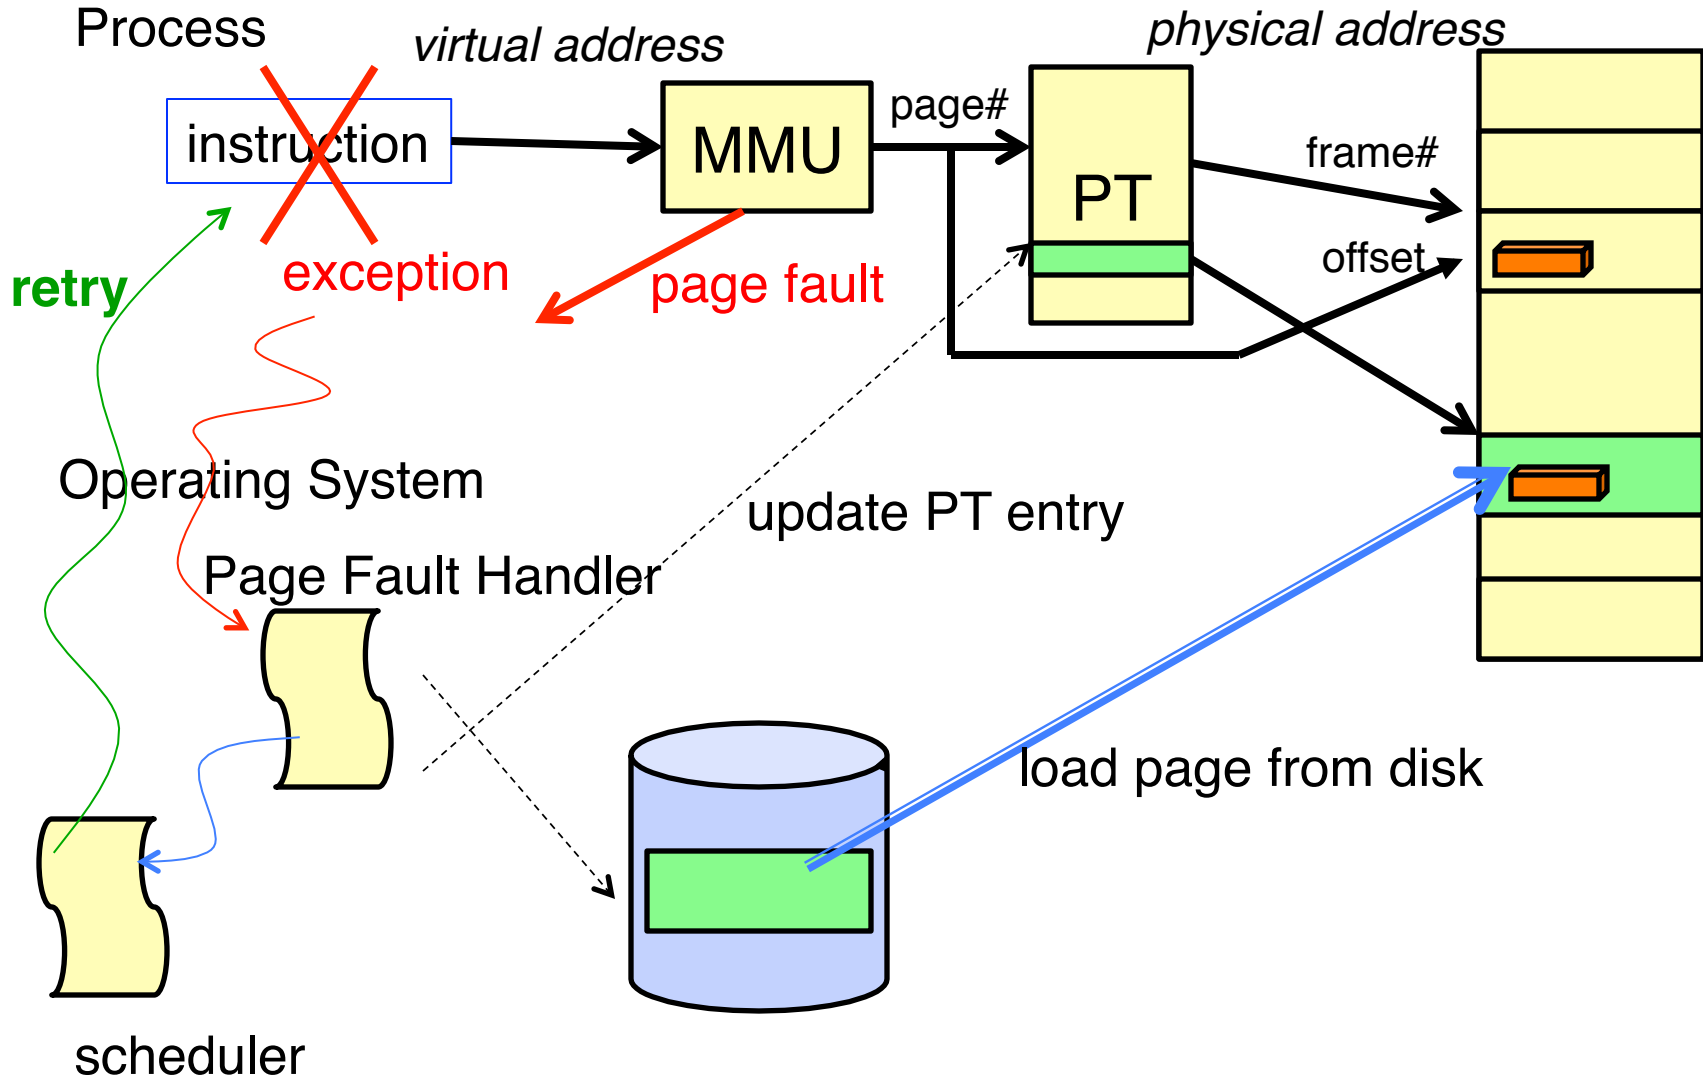 Process
virtual address
physical address
instruction
MMU
page#
PT
frame#
offset
retry
exception
page fault
Operating System
update PT entry
Page Fault Handler
load page from disk
scheduler